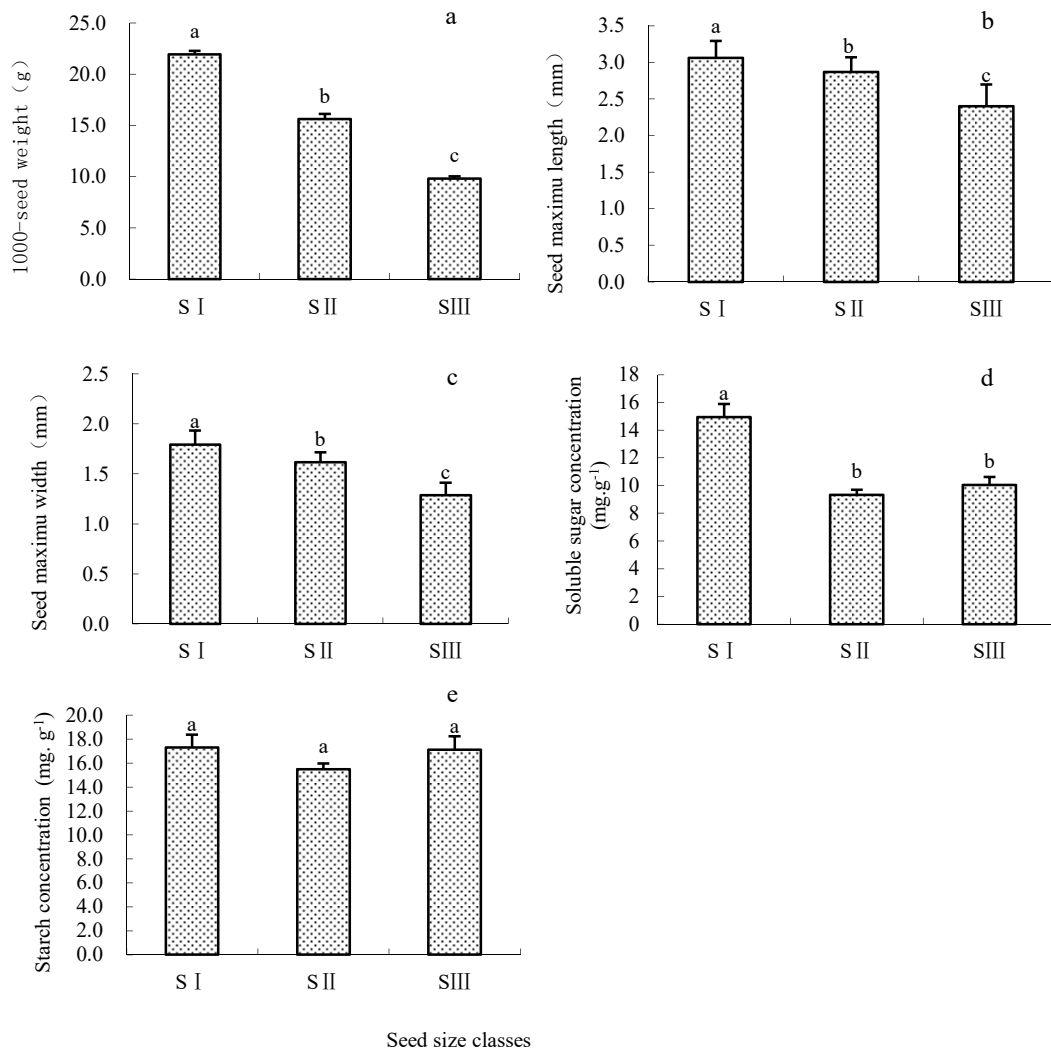 a
1000-seed weight (g)
25.0
20.0
15.0
10.0
5.0
0.0
a
b
c
S Ⅰ
S Ⅱ
SⅢ
b
Seed maximu length (mm)
3.5
3.0
2.5
2.0
1.5
1.0
0.5
0.0
a
b
c
S Ⅰ
S Ⅱ
SⅢ
c
Seed maximu width (mm)
2.5
2.0
1.5
1.0
0.5
0.0
a
b
c
S Ⅰ
S Ⅱ
SⅢ
d
Soluble sugar concentration
(mg.g-1)
18
16
14
12
10
8
6
4
2
0
a
b
b
S Ⅰ
S Ⅱ
SⅢ
e
Starch concentration (mg. g-1)
20.0
18.0
16.0
14.0
12.0
10.0
8.0
6.0
4.0
2.0
0.0
a
a
a
S Ⅰ
S Ⅱ
SⅢ
Seed size classes